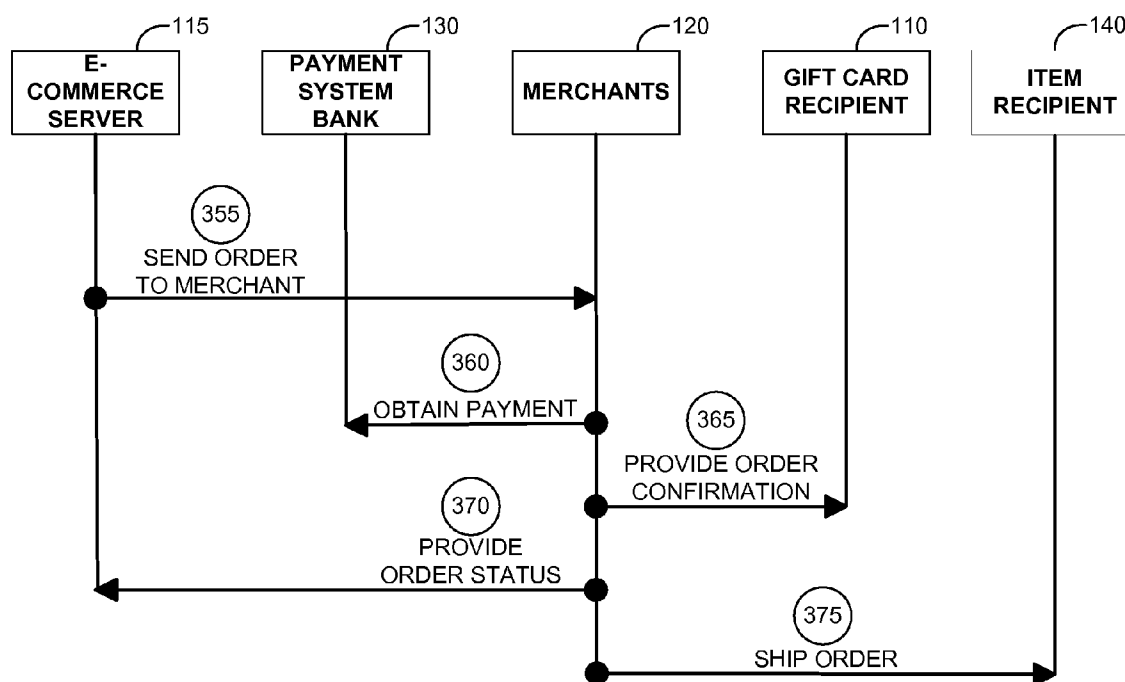 115
130
120
110
140
E-
COMMERCE
SERVER
PAYMENT
SYSTEM
BANK
MERCHANTS
GIFT CARD
RECIPIENT
ITEM
RECIPIENT
355
SEND ORDER
TO MERCHANT
360
OBTAIN PAYMENT
365
PROVIDE ORDER
CONFIRMATION
370
PROVIDE
ORDER STATUS
375
SHIP ORDER